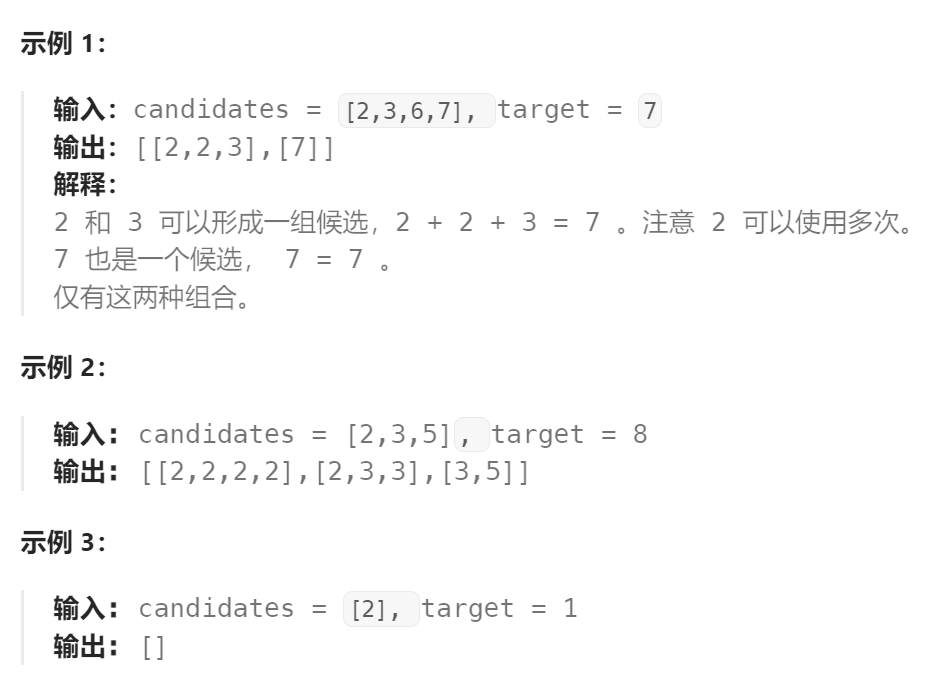 示例 1：
输入：candidates = [2,3,6,7], target = 7
输出：[[2,2,3],[7]]
解释：
2 和 3 可以形成一组候选，2 + 2 + 3 = 7 。注意 2 可以使用多次。
7 也是一个候选， 7 = 7 。
仅有这两种组合。
示例 2：
输入：candidates = [2,3,5], target = 8
输出：[[2,2,2,2],[2,3,3],[3,5]]
示例 3：
输入：candidates = [2], target = 1
输出：[]